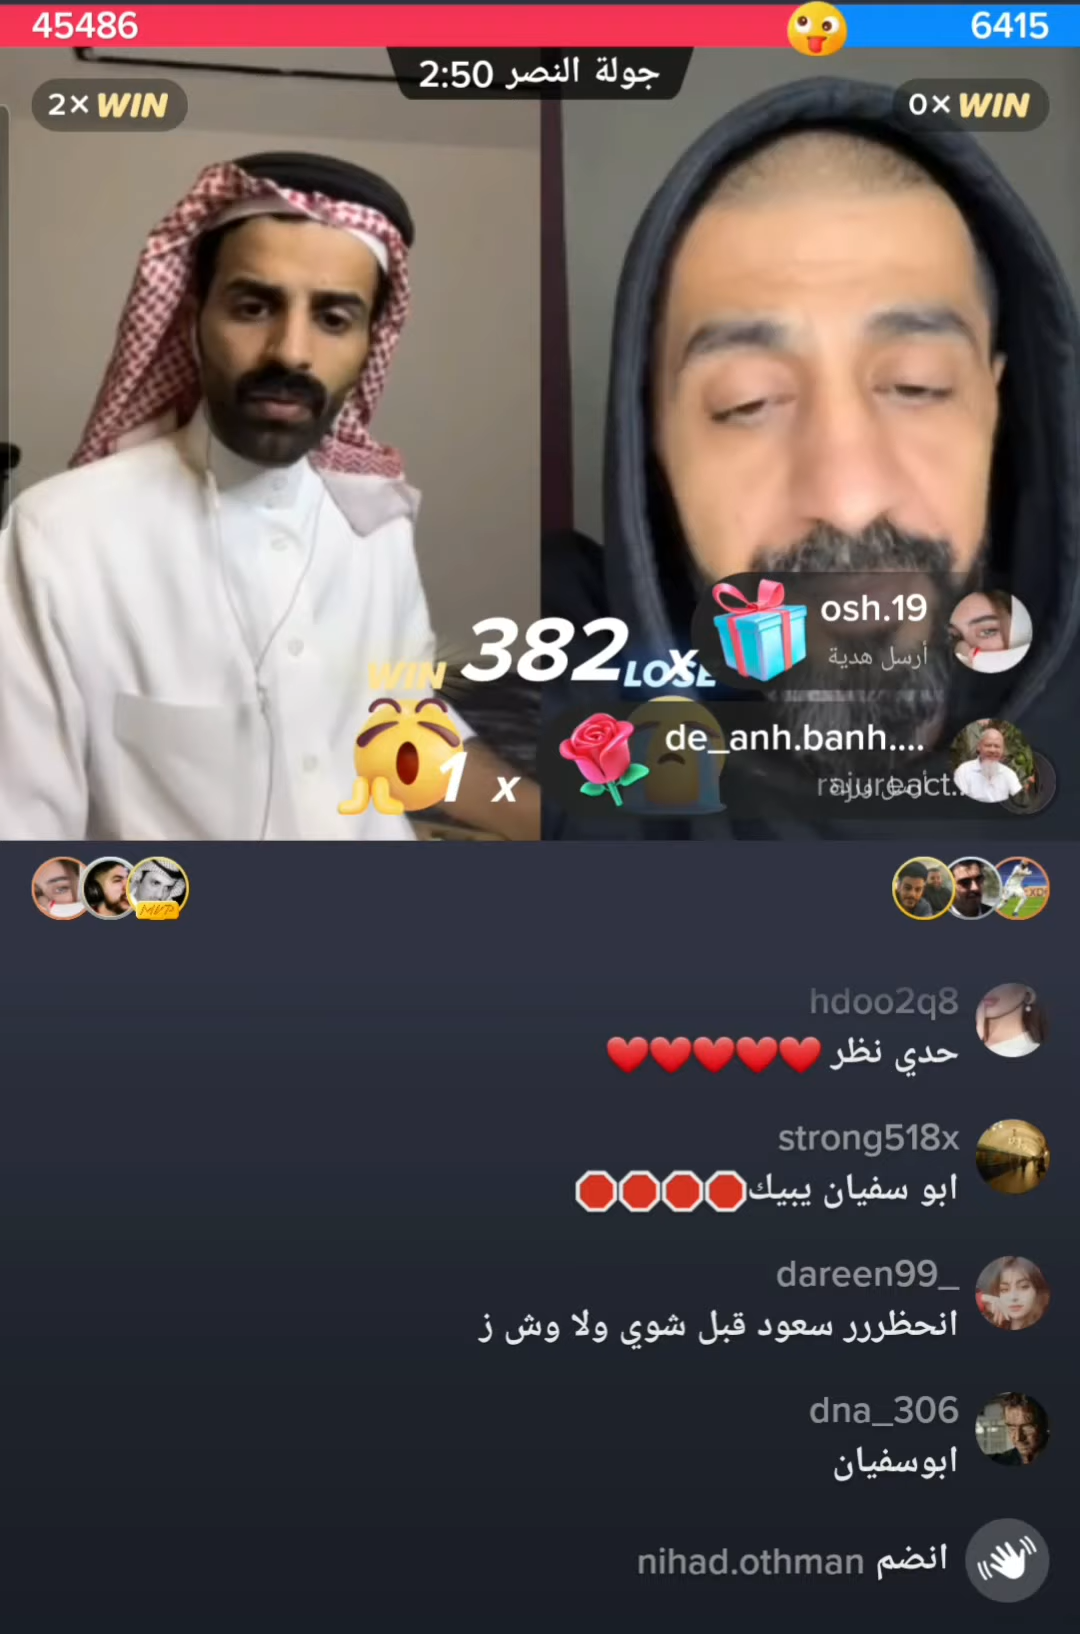 45486
6415
جولة النصر 2:50
2× WIN
0× WIN
osh.19
أرسل هدية
382 x
WIN
LOSE
de_anh.banh....
1 x
MVP
hdoo2q8
حدي نظر ❤️❤️❤️❤️❤️
strong518x
ابو سفيان يبيك🛑🛑🛑🛑
dareen99_
انحظررر سعود قبل شوي ولا وش ز
dna_306
ابوسفيان
nihad.othman انضم